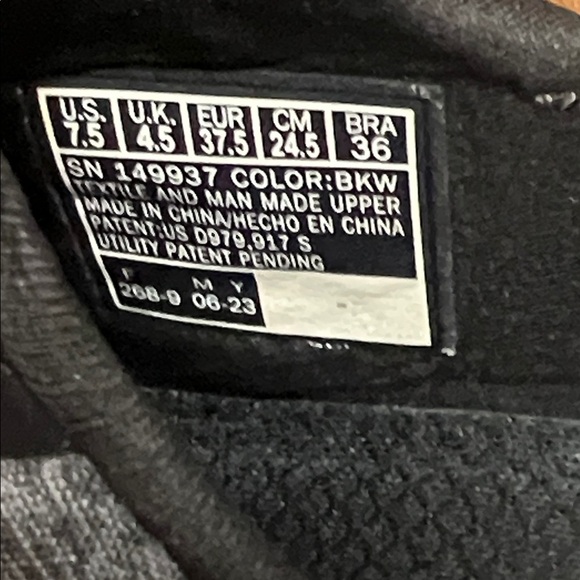 U.S. U.K. EUR CM BRA
7.5 4.5 37.5 24.5 36
SN 149937 COLOR:BKW
TEXTILE AND MAN MADE UPPER
MADE IN CHINA/HECHO EN CHINA
PATENT:US D979,917 S
UTILITY PATENT PENDING
F M Y
268-9 06-23